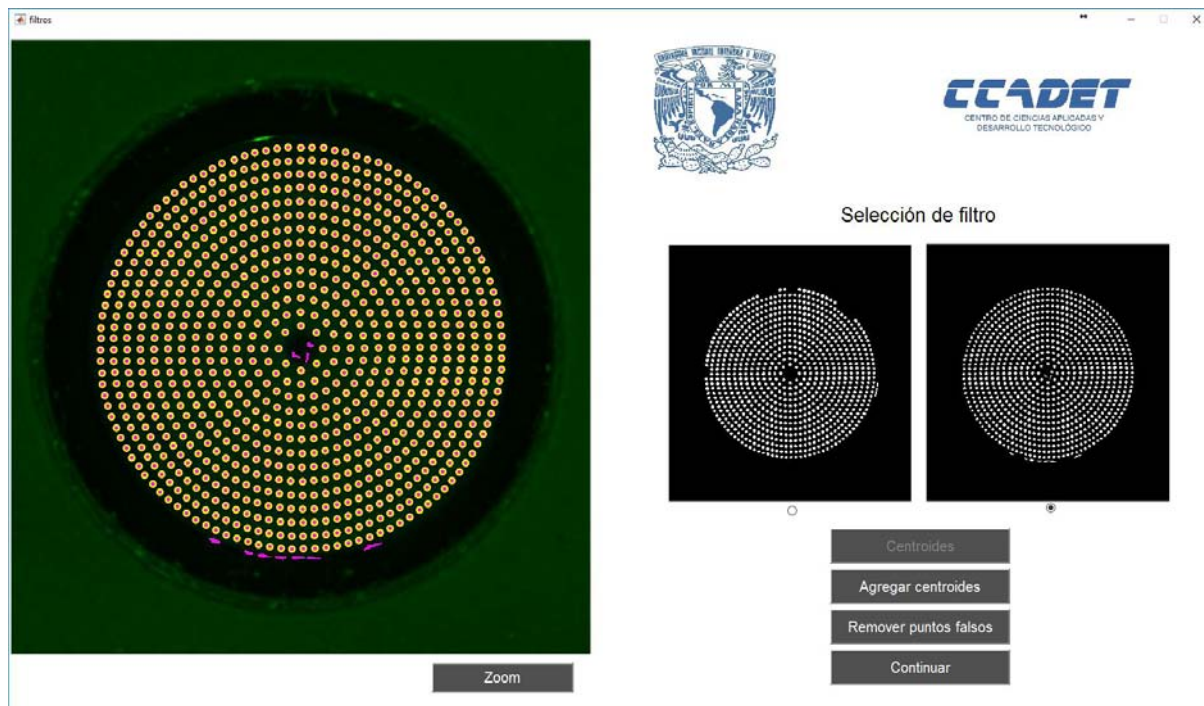 filtros
CCADET
CENTRO DE CIENCIAS APLICADAS Y
DESARROLLO TECNOLÓGICO
Selección de filtro
Centroides
Agregar centroides
Remover puntos falsos
Continuar
Zoom